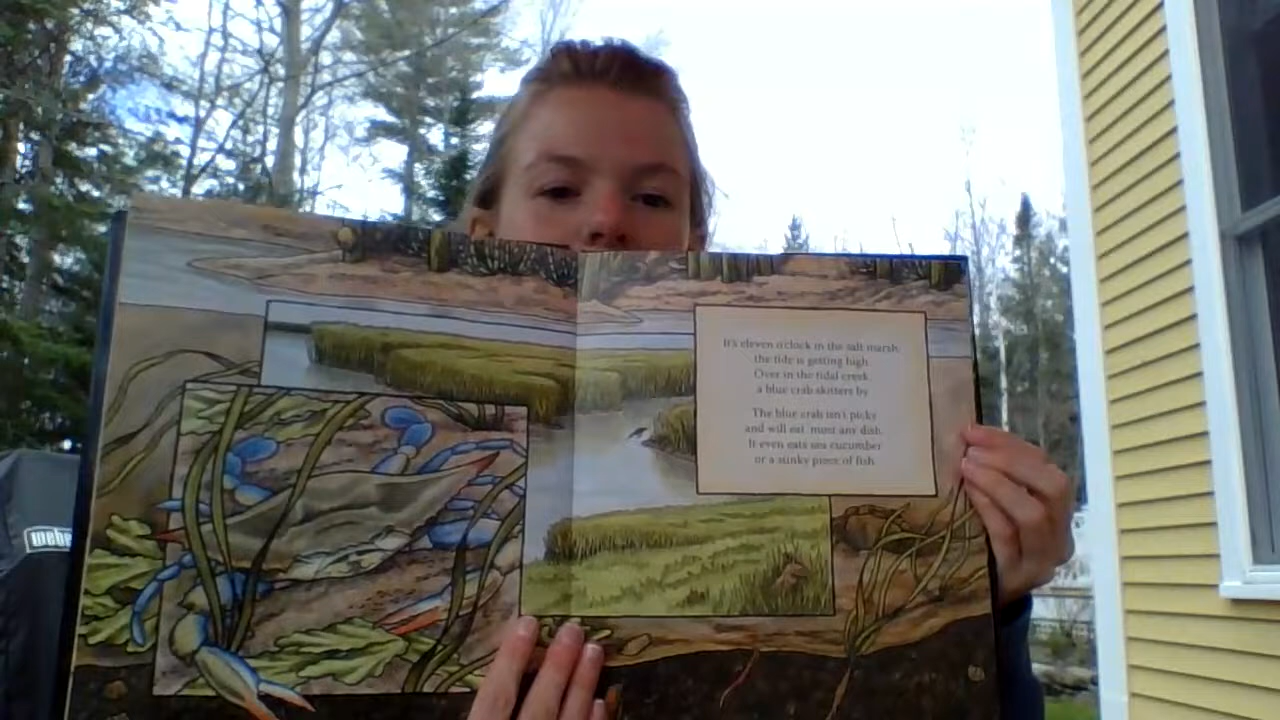 It's eleven o'clock in the salt marsh,
the tide is getting high.
Over in the tidal creek
a blue crab skitters by.
The blue crab isn't picky
and will eat most any dish.
It even eats sea cucumber
or a stinky piece of fish.
weber